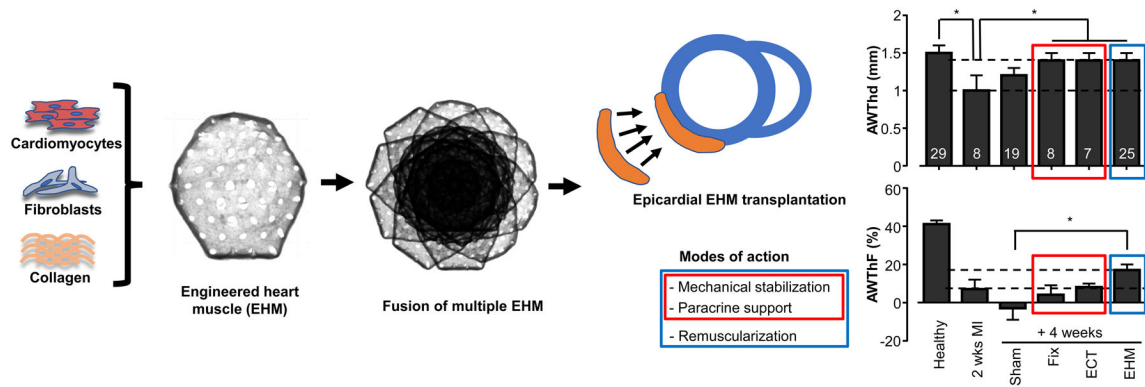 Cardiomyocytes
Fibroblasts
Collagen
Engineered heart
muscle (EHM)
Fusion of multiple EHM
Epicardial EHM transplantation
Modes of action
- Mechanical stabilization
- Paracrine support
- Remuscularization
AWThd (mm)
2
1.5
1
0.5
0
*
*
29
8
19
8
7
25
AWThF (%)
60
40
20
0
-20
*
+ 4 weeks
Healthy
2 wks MI
Sham
Fix
ECT
EHM